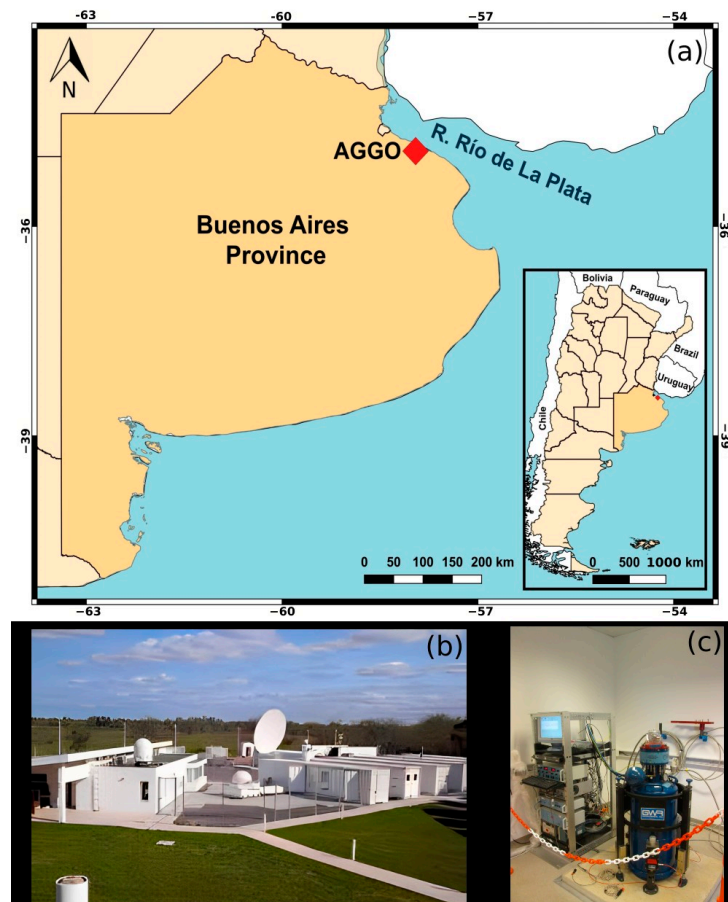 -63
-60
-57
-54
(a)
N
R. Río de La Plata
AGGO
-36
-36
Buenos Aires
Province
Bolivia
Paraguay
Brazil
Uruguay
Chile
-39
-39
0 50 100 150 200 km
0 500 1000 km
-63
-60
-57
-54
(b)
(c)
GWR